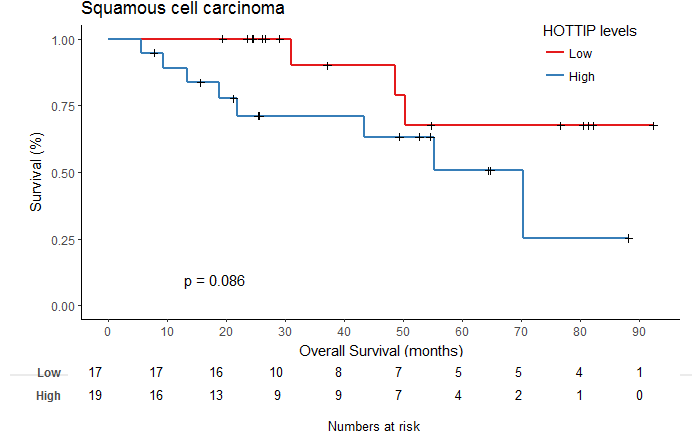 Squamous cell carcinoma
HOTTIP levels
Low
High
Survival (%)
1.00
0.75
0.50
0.25
0.00
p = 0.086
0 10 20 30 40 50 60 70 80 90
Overall Survival (months)
Low 17 17 16 10 8 7 5 5 4 1
High 19 16 13 9 9 7 4 2 1 0
Numbers at risk